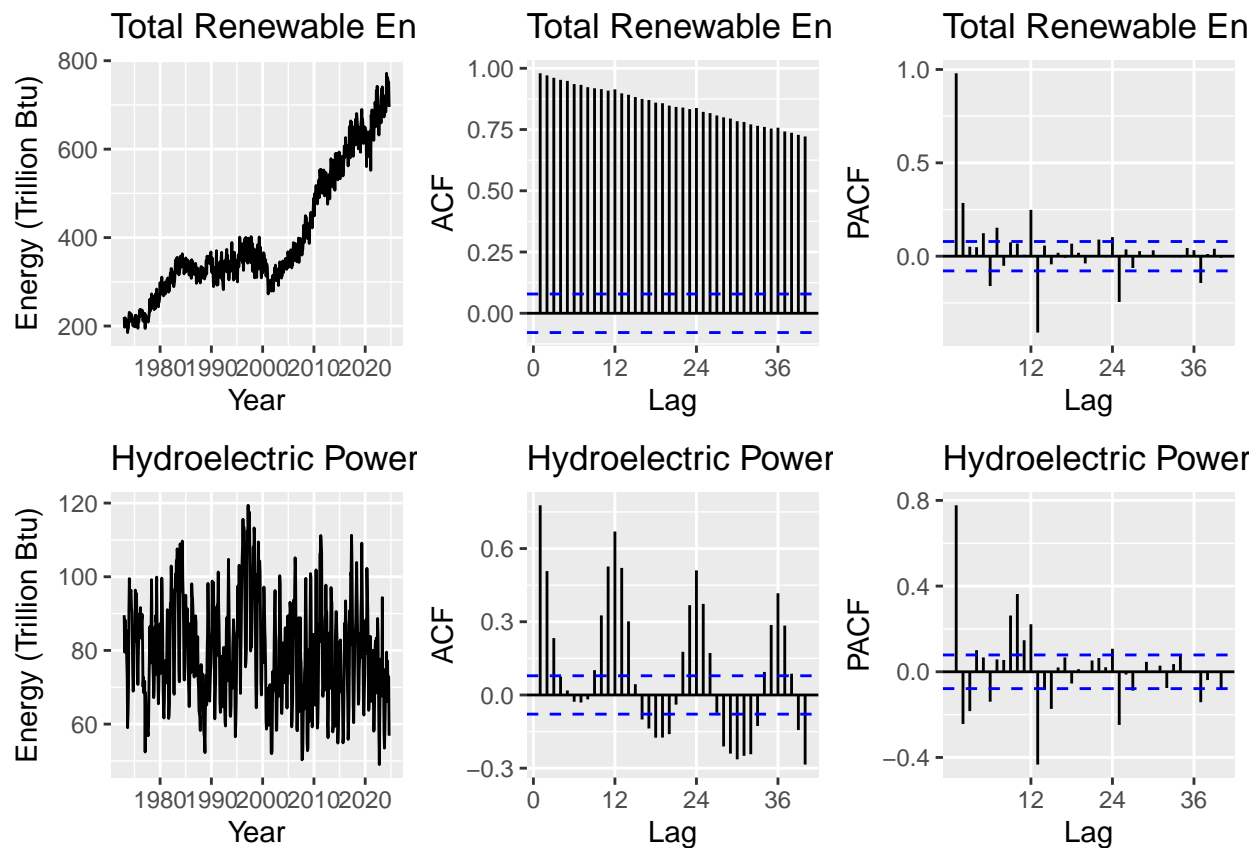 Total Renewable En
Energy (Trillion Btu)
800
600
400
200
1980 1990 2000 2010 2020
Year
Total Renewable En
ACF
1.00
0.75
0.50
0.25
0.00
0 12 24 36
Lag
Total Renewable En
PACF
1.0
0.5
0.0
12 24 36
Lag
Hydroelectric Power
Energy (Trillion Btu)
120
100
80
60
1980 1990 2000 2010 2020
Year
Hydroelectric Power
ACF
0.6
0.3
0.0
−0.3
0 12 24 36
Lag
Hydroelectric Power
PACF
0.8
0.4
0.0
−0.4
12 24 36
Lag